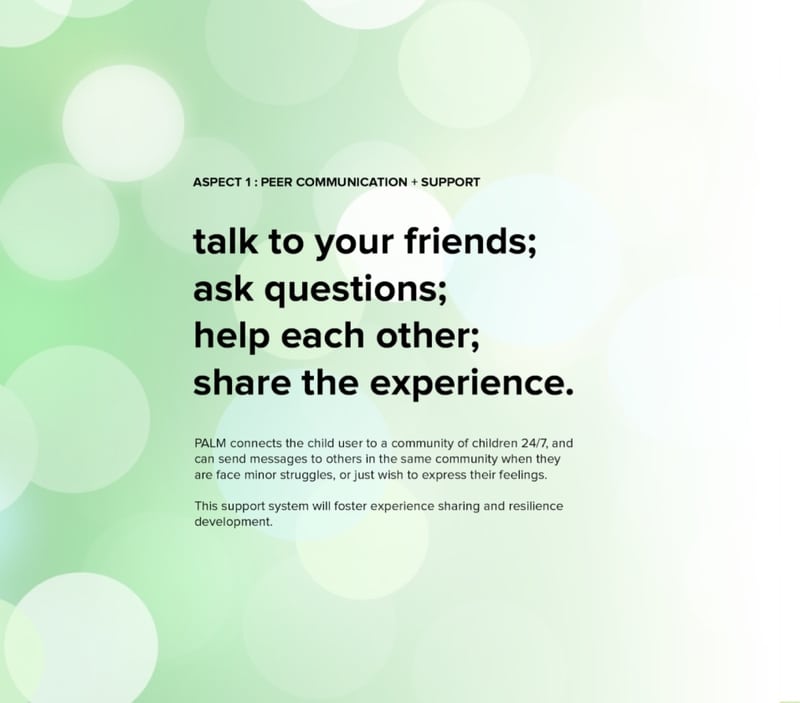 ASPECT 1 : PEER COMMUNICATION + SUPPORT
talk to your friends;
ask questions;
help each other;
share the experience.
PALM connects the child user to a community of children 24/7, and
can send messages to others in the same community when they
are face minor struggles, or just wish to express their feelings.
This support system will foster experience sharing and resilience
development.